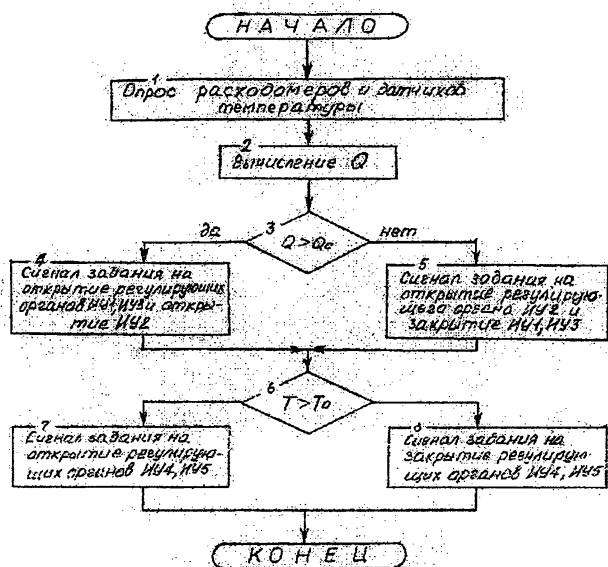 НАЧАЛО
1
Опрос расходомеров и датчиков
температуры
2
Вычисление Q
3
Q>Q₀
да
нет
4
Сигнал задания на
открытие регулирующих
органов ИУ1, ИУ3 и откры-
тие ИУ2
5
Сигнал задания на
открытие регулирую-
щего органа ИУ2 и
закрытие ИУ1, ИУ3
6
T>T₀
7
Сигнал задания на
открытие регулирую-
щих органов ИУ4, ИУ5
8
Сигнал задания на
закрытие регулирую-
щих органов ИУ4, ИУ5
КОНЕЦ